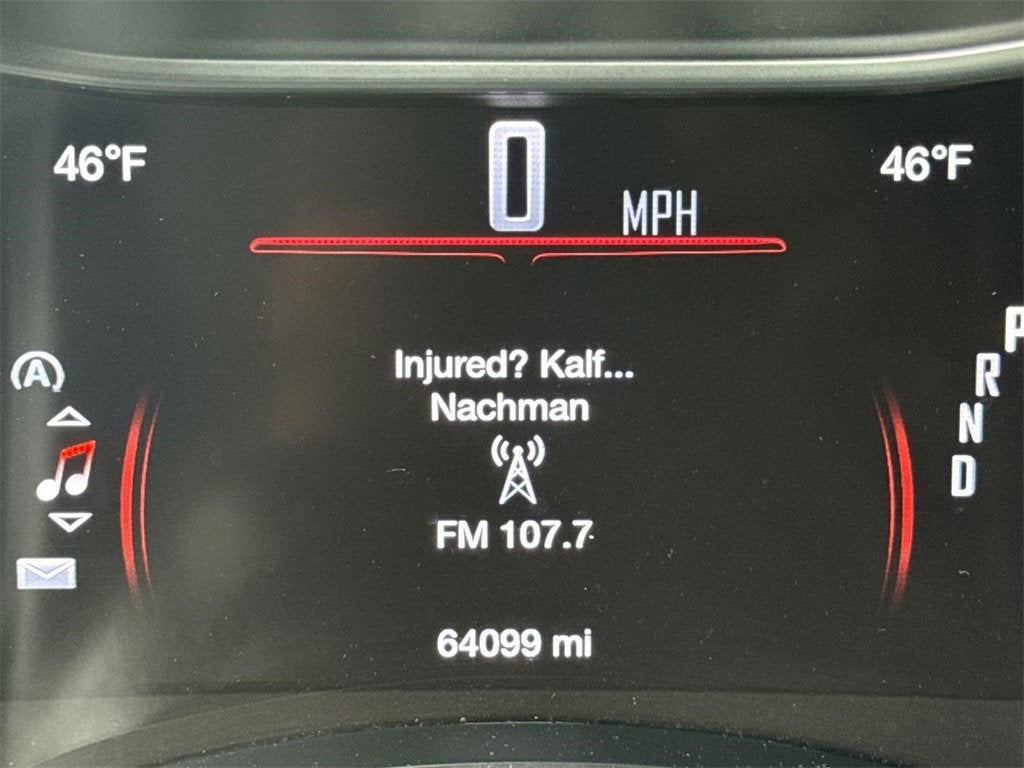 46°F
0 MPH
46°F
Injured? Kalf...
Nachman
A
FM 107.7
64099 mi
P
R
N
D